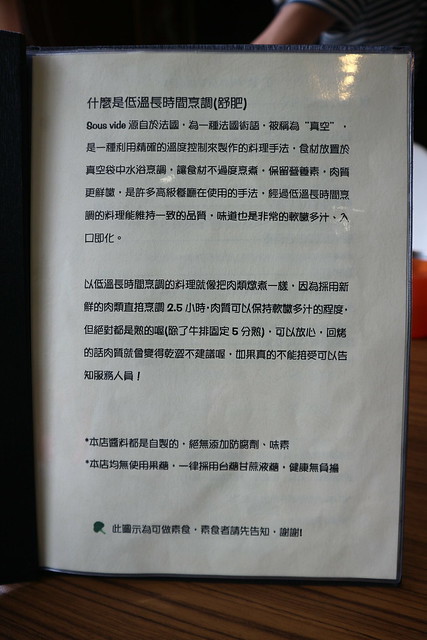 什麼是低溫長時間烹調(舒肥)
Sous vide 源自於法國，為一種法國術語，被稱為“真空”，
是一種利用精確的溫度控制來製作的料理手法，食材放置於
真空袋中水浴烹調，讓食材不過度烹煮，保留營養素，肉質
更鮮嫩，是許多高級餐廳在使用的手法，經過低溫長時間烹
調的料理能維持一致的品質，味道也是非常的軟嫩多汁、入
口即化。
以低溫長時間烹調的料理就像把肉類燉煮一樣，因為採用新
鮮的肉類直接烹調 2.5 小時，肉質可以保持軟嫩多汁的程度，
但絕對都是熟的喔(除了牛排固定 5 分熟)，可以放心，回烤
的話肉質就會變得乾澀不建議喔，如果真的不能接受可以告
知服務人員！
*本店醬料都是自製的，絕無添加防腐劑、味素
*本店均無使用果糖，一律採用台糖甘蔗液糖，健康無負擔
此圖示為可做素食，素食者請先告知，謝謝!